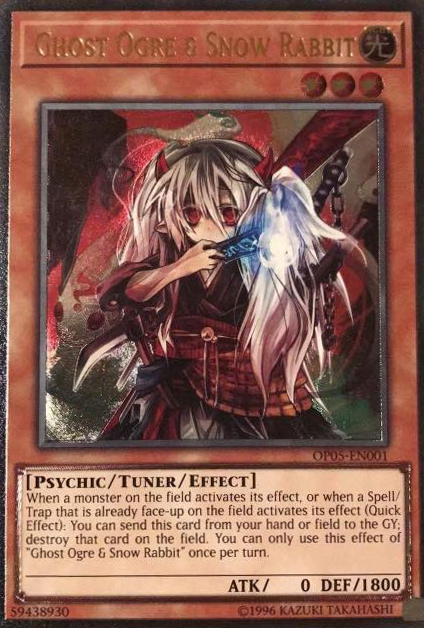 GHOST OGRE & SNOW RABBIT 光
OP05-EN001
[PSYCHIC/TUNER/EFFECT]
When a monster on the field activates its effect, or when a Spell/
Trap that is already face-up on the field activates its effect (Quick
Effect): You can send this card from your hand or field to the GY;
destroy that card on the field. You can only use this effect of
"Ghost Ogre & Snow Rabbit" once per turn.
ATK/ 0 DEF/1800
59438930 ©1996 KAZUKI TAKAHASHI